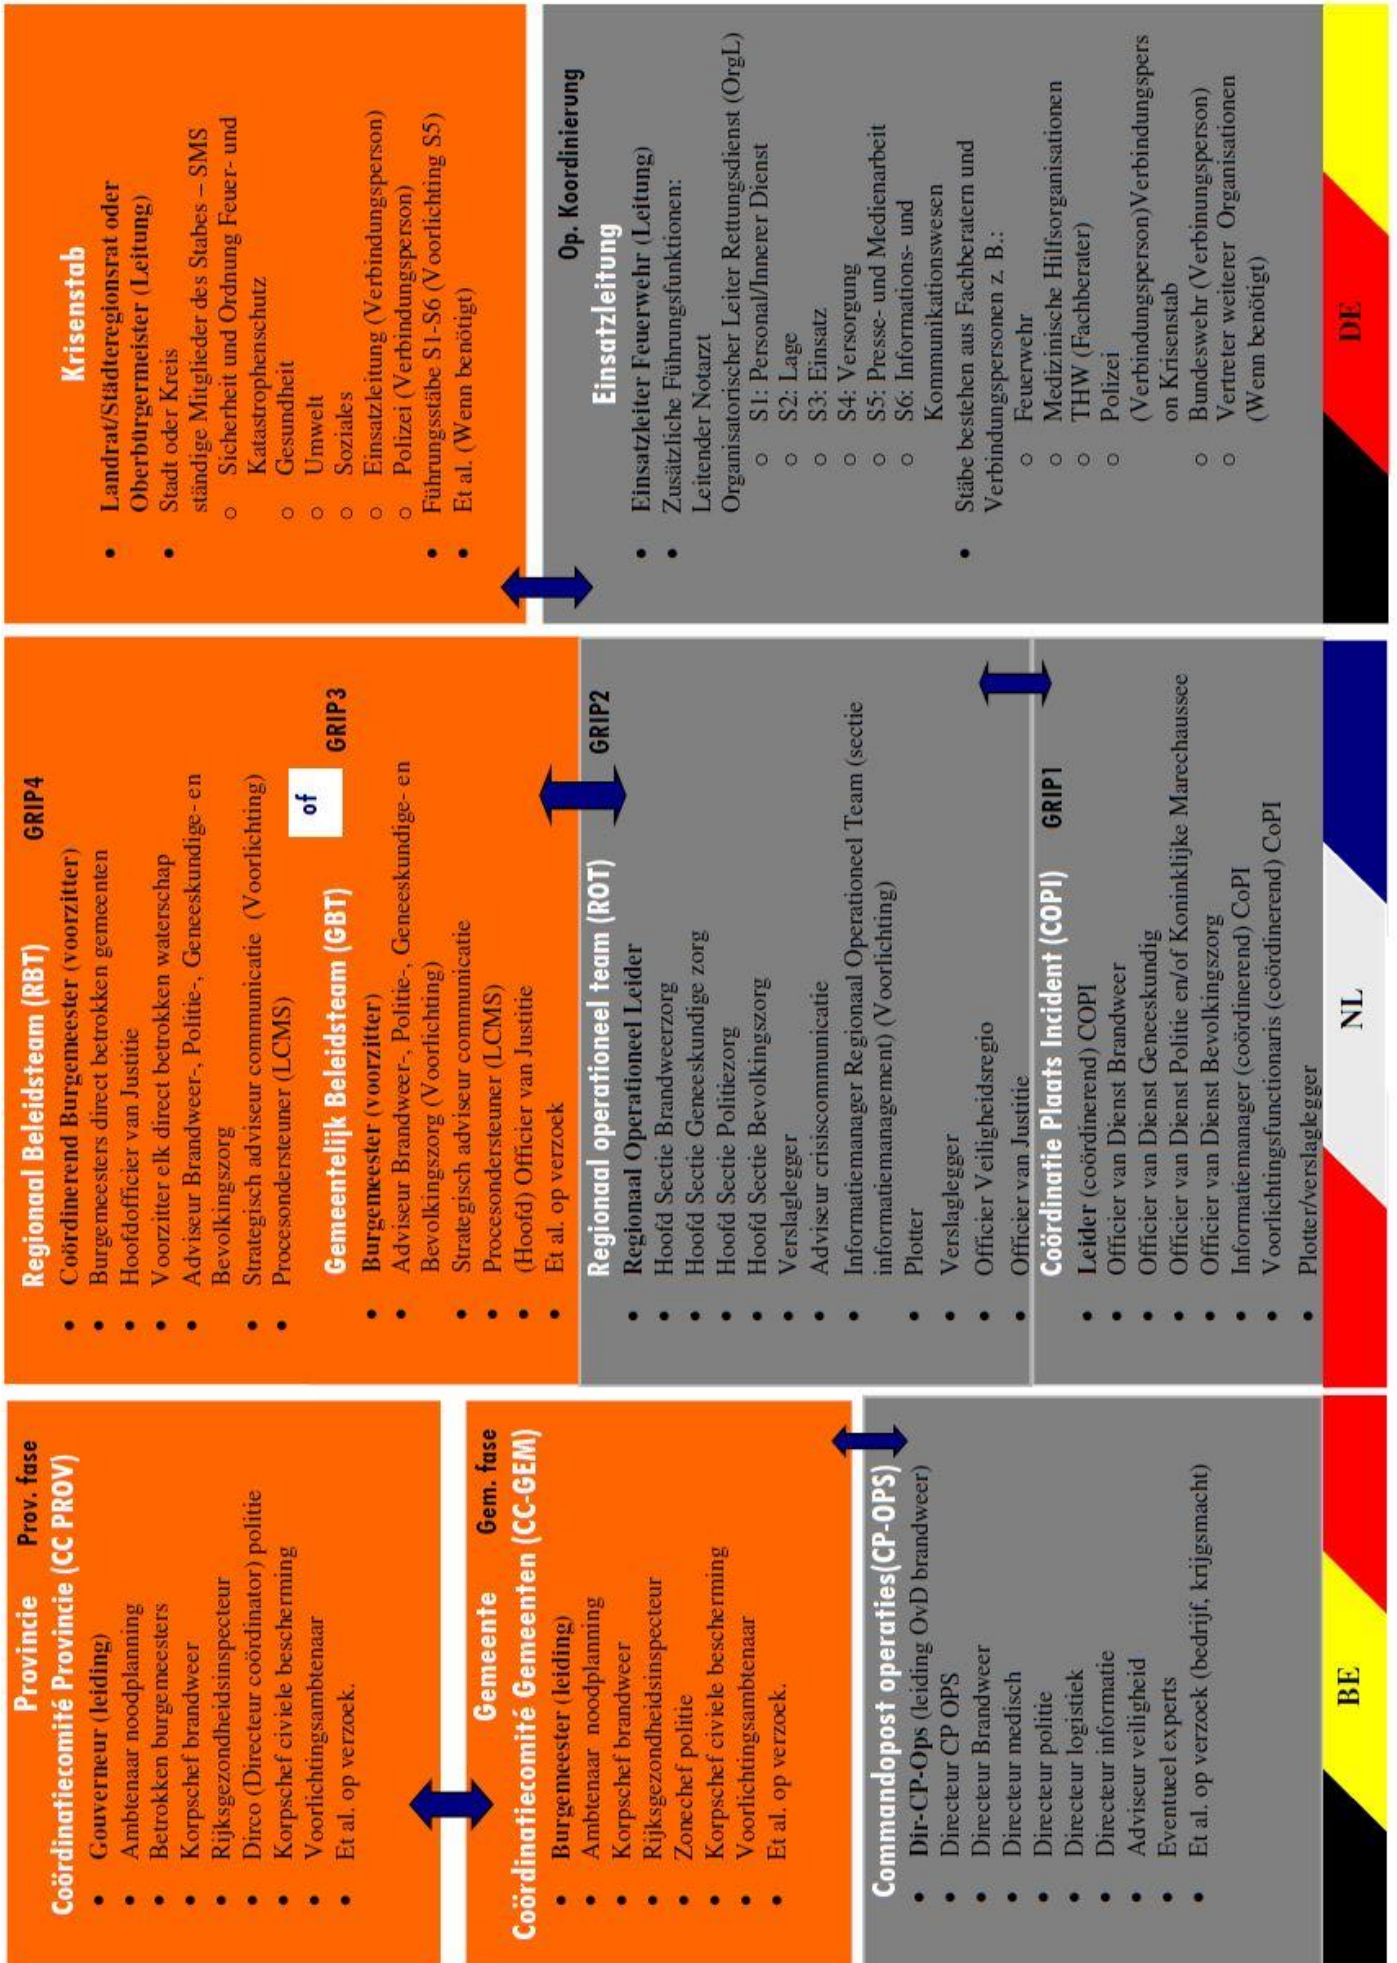 Provincie
Prov. fase
Coördinatiecomité Provincie (CC PROV)
• Gouverneur (leiding)
• Ambtenaar noodplanning
• Betrokken burgemeesters
• Korpschef brandweer
• Rijksgezondheidsinspecteur
• Dirco (Directeur coördinator) politie
• Korpschef civiele bescherming
• Voorlichtingsambtenaar
• Et al. op verzoek.
Gemeente
Gem. fase
Coördinatiecomité Gemeenten (CC-GEM)
• Burgemeester (leiding)
• Ambtenaar noodplanning
• Korpschef brandweer
• Rijksgezondheidsinspecteur
• Zonechef politie
• Korpschef civiele bescherming
• Voorlichtingsambtenaar
• Et al. op verzoek.
Commandopost operaties(CP-OPS)
• Dir-CP-Ops (leiding OvD brandweer)
• Directeur CP OPS
• Directeur Brandweer
• Directeur medisch
• Directeur politie
• Directeur logistiek
• Directeur informatie
• Adviseur veiligheid
• Eventueel experts
• Et al. op verzoek (bedrijf, krijgsmacht)
BE
Regionaal Beleidsteam (RBT)
GRIP4
• Coördinerend Burgemeester (voorzitter)
• Burgemeesters direct betrokken gemeenten
• Hoofdofficier van Justitie
• Voorzitter elk direct betrokken waterschap
• Adviseur Brandweer-, Politie-, Geneeskundige- en
Bevolkingszorg
• Strategisch adviseur communicatie (Voorlichting)
• Procesondersteuner (LCMS)
of
Gemeentelijk Beleidsteam (GBT)
GRIP3
• Burgemeester (voorzitter)
• Adviseur Brandweer-, Politie-, Geneeskundige- en
Bevolkingszorg (Voorlichting)
• Strategisch adviseur communicatie
• Procesondersteuner (LCMS)
• (Hoofd) Officier van Justitie
• Et al. op verzoek
Regionaal operationeel team (ROT)
GRIP2
• Regionaal Operationeel Leider
• Hoofd Sectie Brandweerzorg
• Hoofd Sectie Geneeskundige zorg
• Hoofd Sectie Politiezorg
• Hoofd Sectie Bevolkingszorg
• Verslaglegger
• Adviseur crisiscommunicatie
• Informatiemanager Regionaal Operationeel Team (sectie
informatiemanagement) (Voorlichting)
• Plotter
• Verslaglegger
• Officier Veiligheidsregio
• Officier van Justitie
Coördinatie Plaats Incident (COPI)
GRIP1
• Leider (coördinerend) COPI
• Officier van Dienst Brandweer
• Officier van Dienst Geneeskundig
• Officier van Dienst Politie en/of Koninklijke Marechaussee
• Officier van Dienst Bevolkingszorg
• Informatiemanager (coördinerend) CoPI
• Voorlichtingsfunctionaris (coördinerend) CoPI
• Plotter/verslaglegger
NL
Krisenstab
• Landrat/Städteregionsrat oder
Oberbürgermeister (Leitung)
• Stadt oder Kreis
ständige Mitglieder des Stabes – SMS
○ Sicherheit und Ordnung Feuer- und
Katastrophenschutz
○ Gesundheit
○ Umwelt
○ Soziales
○ Einsatzleitung (Verbindungsperson)
○ Polizei (Verbindungsperson)
• Führungsstäbe S1-S6 (Voorlichting S5)
• Et al. (Wenn benötigt)
Op. Koordinierung
Einsatzleitung
• Einsatzleiter Feuerwehr (Leitung)
• Zusätzliche Führungsfunktionen:
Leitender Notarzt
Organisatorischer Leiter Rettungsdienst (OrgL)
○ S1: Personal/Innerer Dienst
○ S2: Lage
○ S3: Einsatz
○ S4: Versorgung
○ S5: Presse- und Medienarbeit
○ S6: Informations- und
Kommunikationswesen
• Stäbe bestehen aus Fachberatern und
Verbindungspersonen z. B.:
○ Feuerwehr
○ Medizinische Hilfsorganisationen
○ THW (Fachberater)
○ Polizei
(Verbindungsperson)Verbindungspers
on Krisenstab
○ Bundeswehr (Verbinungsperson)
○ Vertreter weiterer Organisationen
(Wenn benötigt)
DE